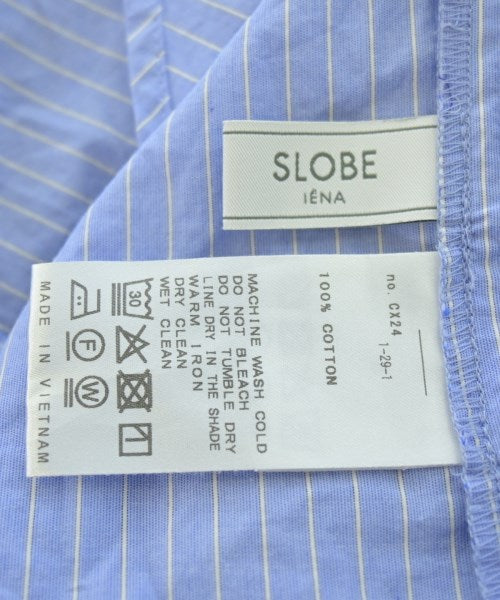 SLOBE
IÉNA
no. CX24
1-29-1
100% COTTON
MACHINE WASH COLD
DO NOT BLEACH
DO NOT TUMBLE DRY
LINE DRY IN THE SHADE
WARM IRON
DRY CLEAN
WET CLEAN
30
F
W
MADE IN VIETNAM